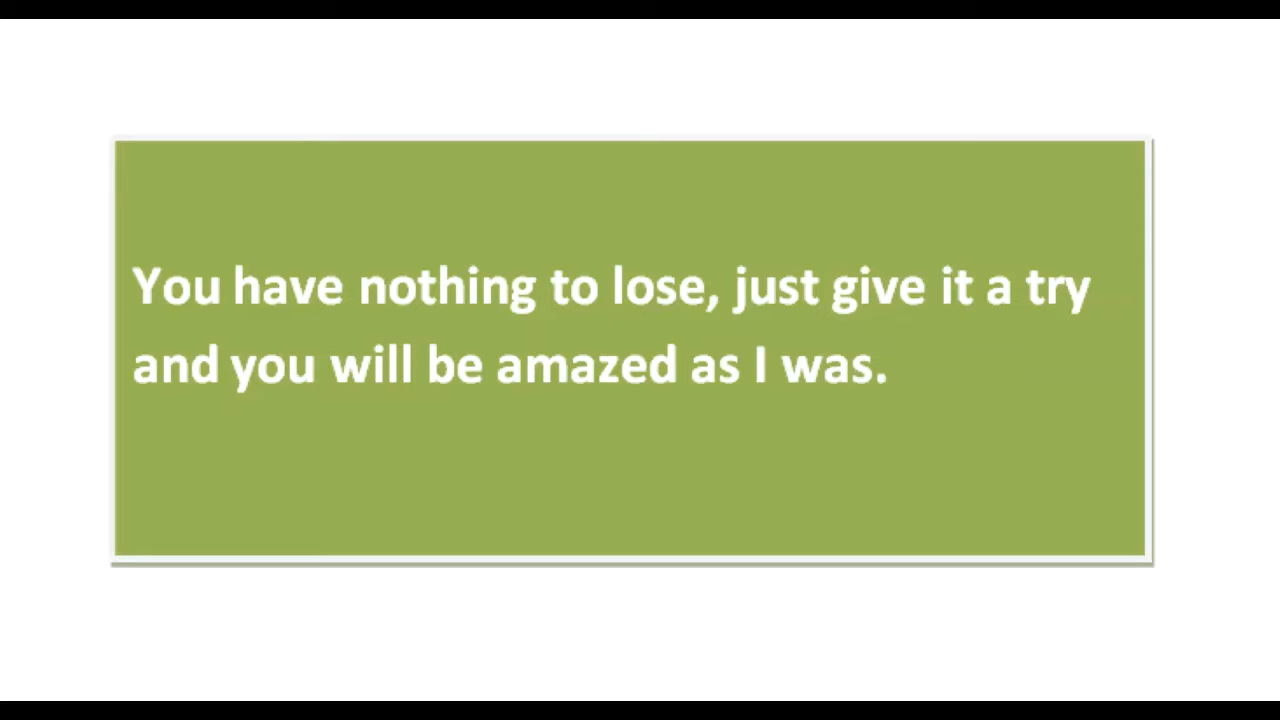 You have nothing to lose, just give it a try
and you will be amazed as I was.